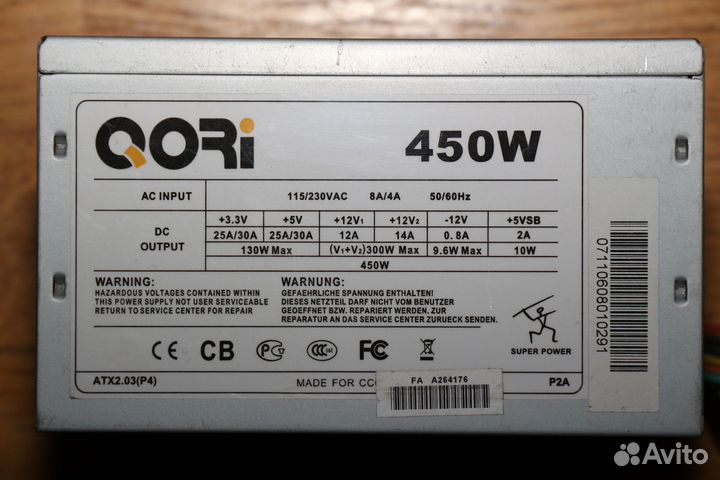 QORi
450W
AC INPUT 115/230VAC 8A/4A 50/60Hz
DC OUTPUT +3.3V +5V +12V1 +12V2 -12V +5VSB
25A/30A 25A/30A 12A 14A 0.8A 2A
130W Max (V1+V2)300W Max 9.6W Max 10W
450W
WARNING:
HAZARDOUS VOLTAGES CONTAINED WITHIN
THIS POWER SUPPLY NOT USER SERVICEABLE
RETURN TO SERVICE CENTER FOR REPAIR
WARNUNG:
GEFAEHRLICHE SPANNUNG ENTHALTEN!
DIESES NETZTEIL DARF NICHT VOM BENUTZER
GEOEFFNET BZW. REPARIERT WERDEN. ZUR
REPARATUR AN DAS SERVICE CENTER ZURUECK SENDEN.
CE CB PG CCC FC
SUPER POWER
ATX2.03(P4) MADE FOR P2A
FA A264176
071110608010291
Avito